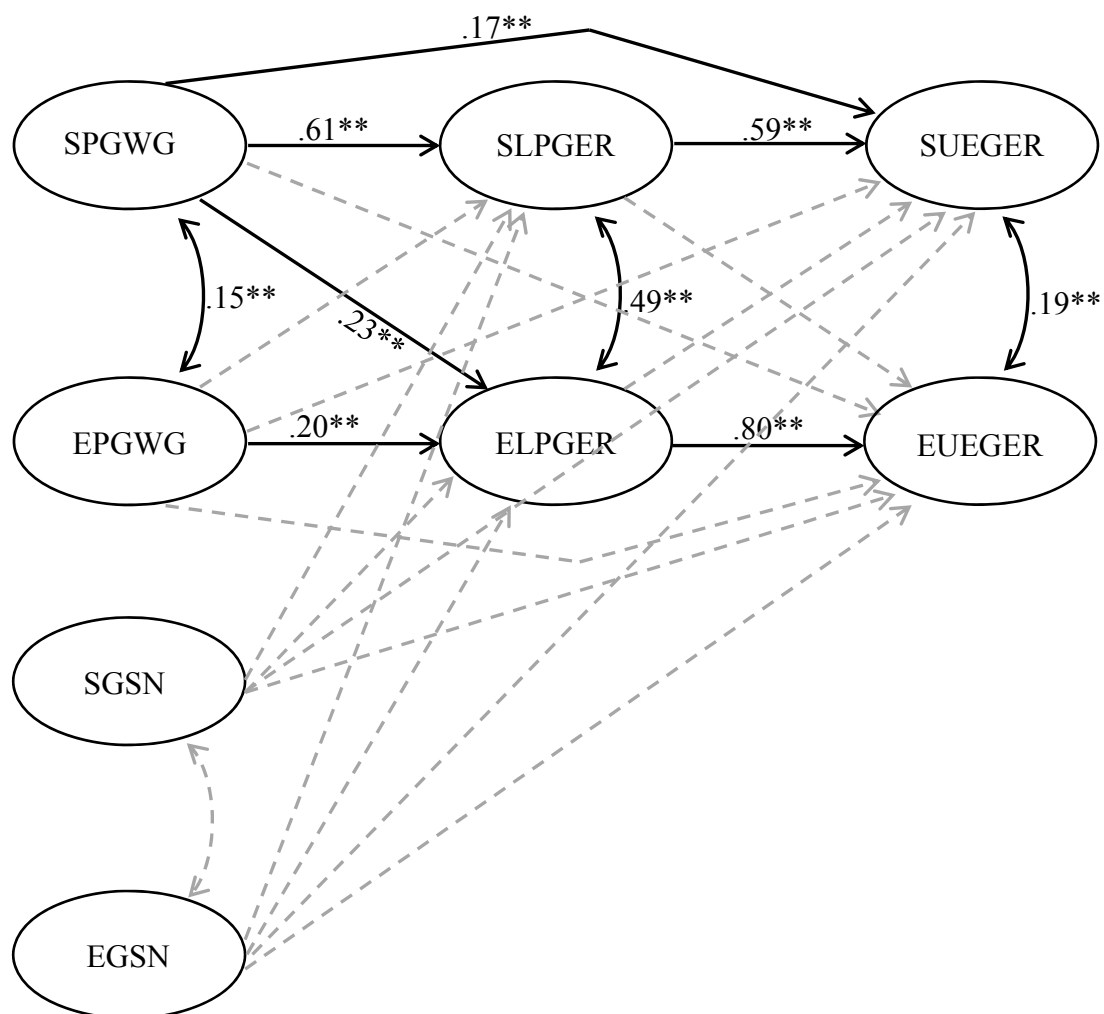 .17**
SPGWG
.61**
SLPGER
.59**
SUEGER
.15**
.23**
.49**
.19**
EPGWG
.20**
ELPGER
.80**
EUEGER
SGSN
EGSN